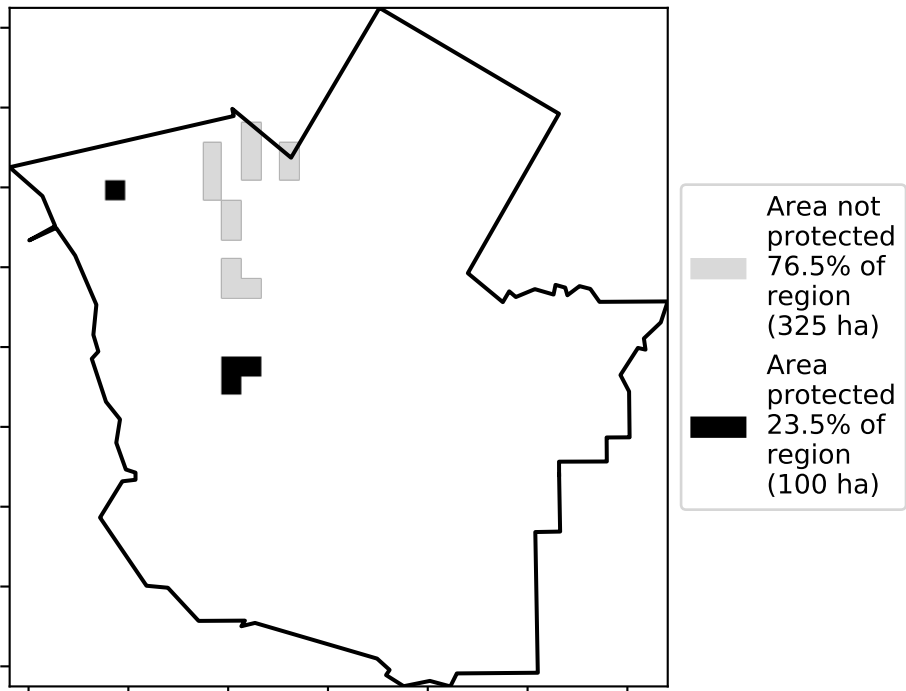 Area not
protected
76.5% of
region
(325 ha)
Area
protected
23.5% of
region
(100 ha)